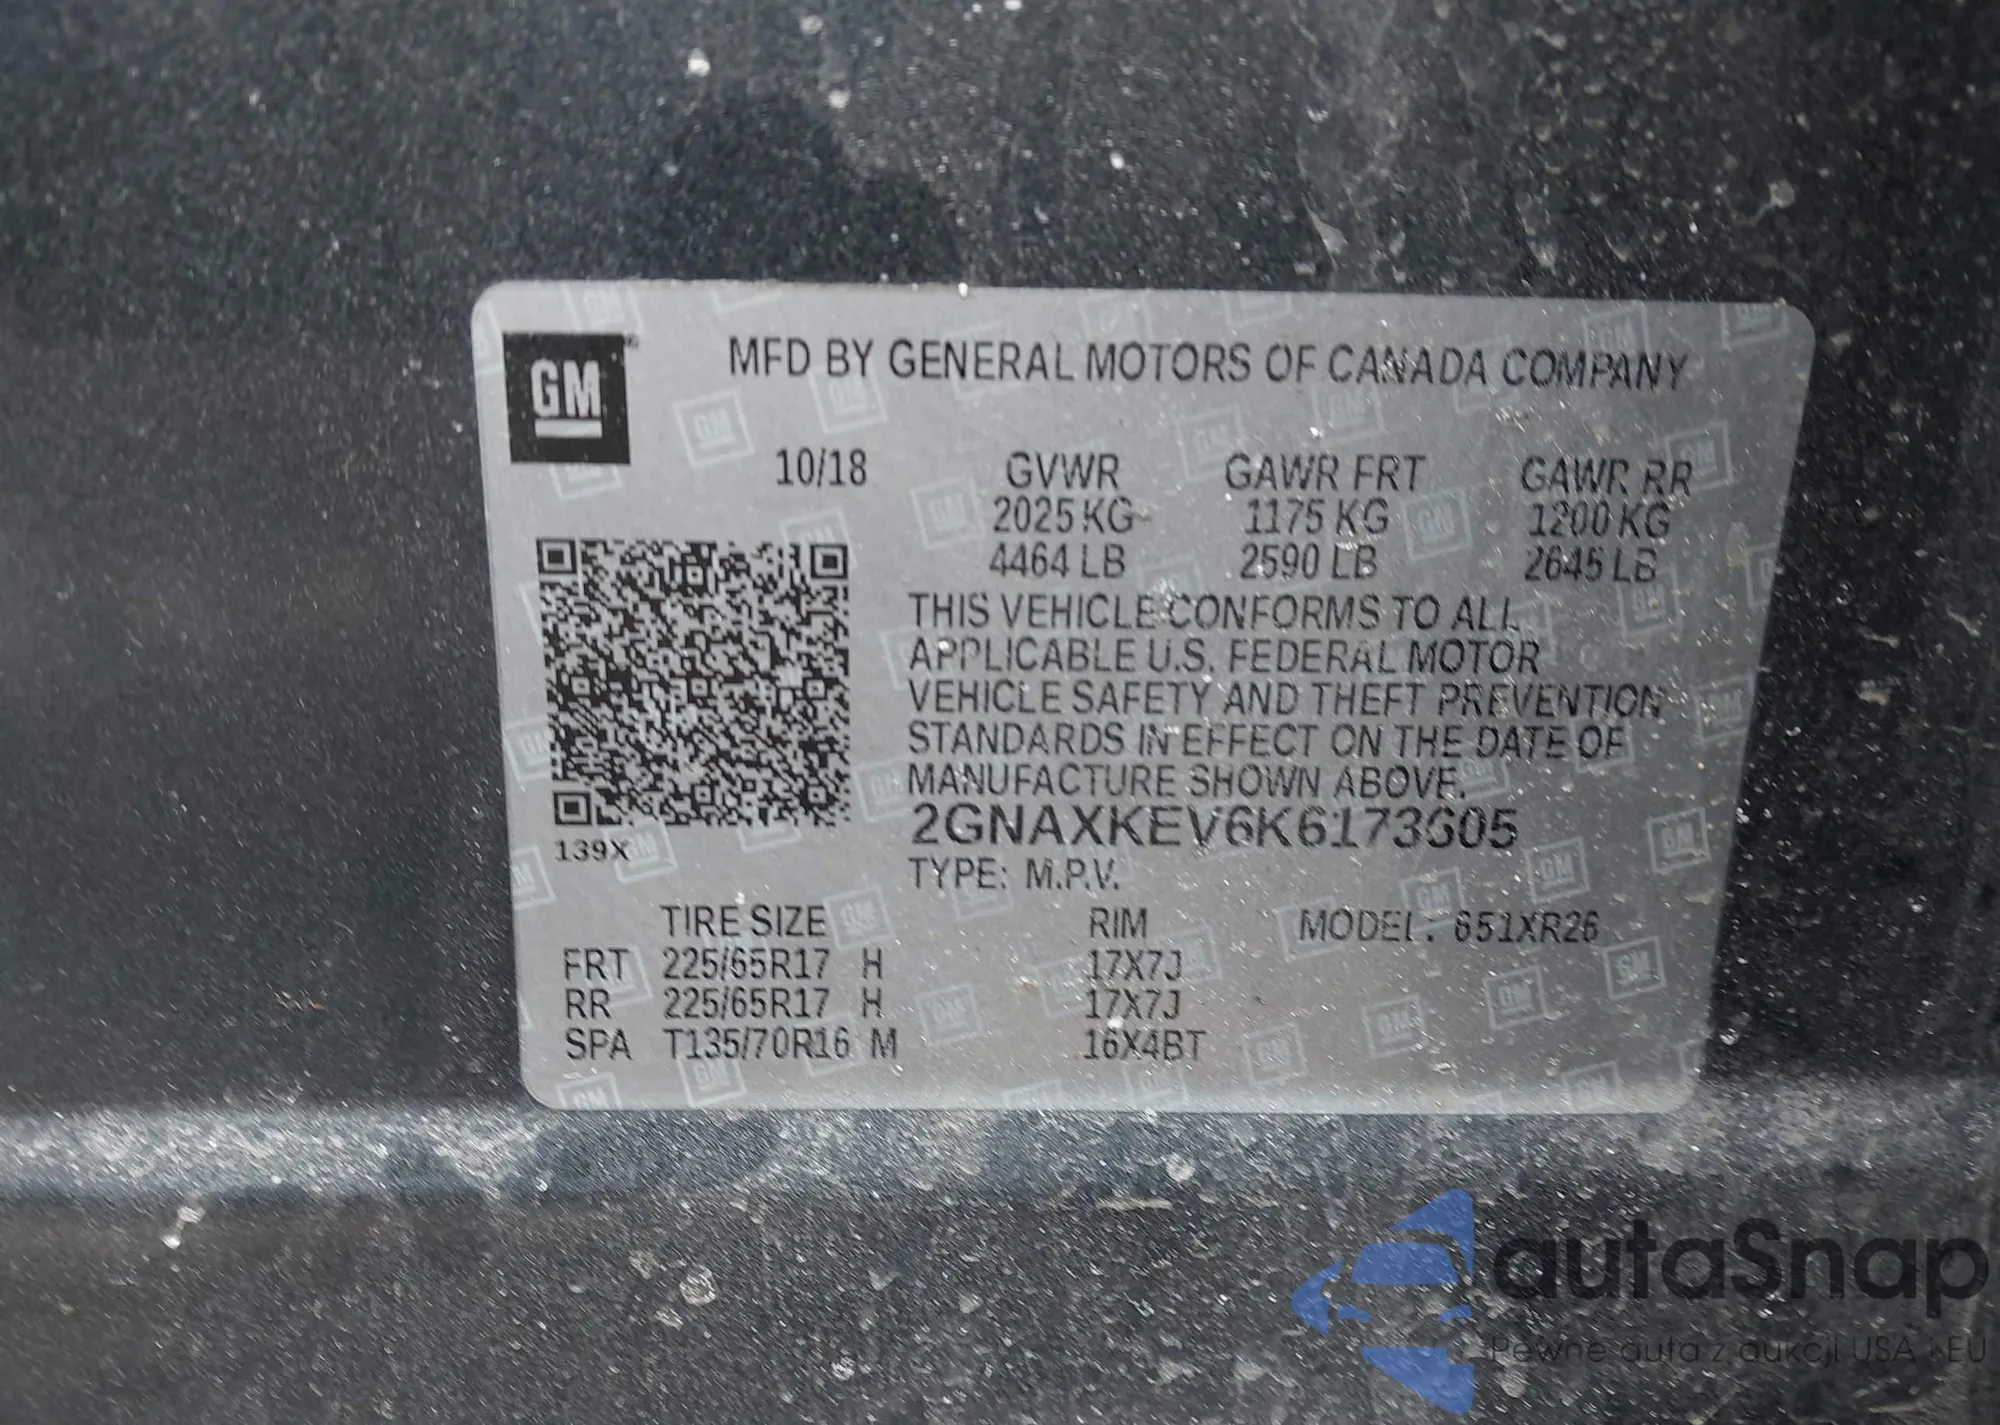 GM
MFD BY GENERAL MOTORS OF CANADA COMPANY
10/18 GVWR GAWR FRT GAWR RR
2025 KG 1175 KG 1200 KG
4464 LB 2590 LB 2645 LB
THIS VEHICLE CONFORMS TO ALL
APPLICABLE U.S. FEDERAL MOTOR
VEHICLE SAFETY AND THEFT PREVENTION
STANDARDS IN EFFECT ON THE DATE OF
MANUFACTURE SHOWN ABOVE.
2GNAXKEV6K6173605
139X
TYPE: M.P.V.
TIRE SIZE RIM MODEL: 651XR26
FRT 225/65R17 H 17X7J
RR 225/65R17 H 17X7J
SPA T135/70R16 M 16X4BT
autaSnap
Pewne auta z aukcji USA i EU